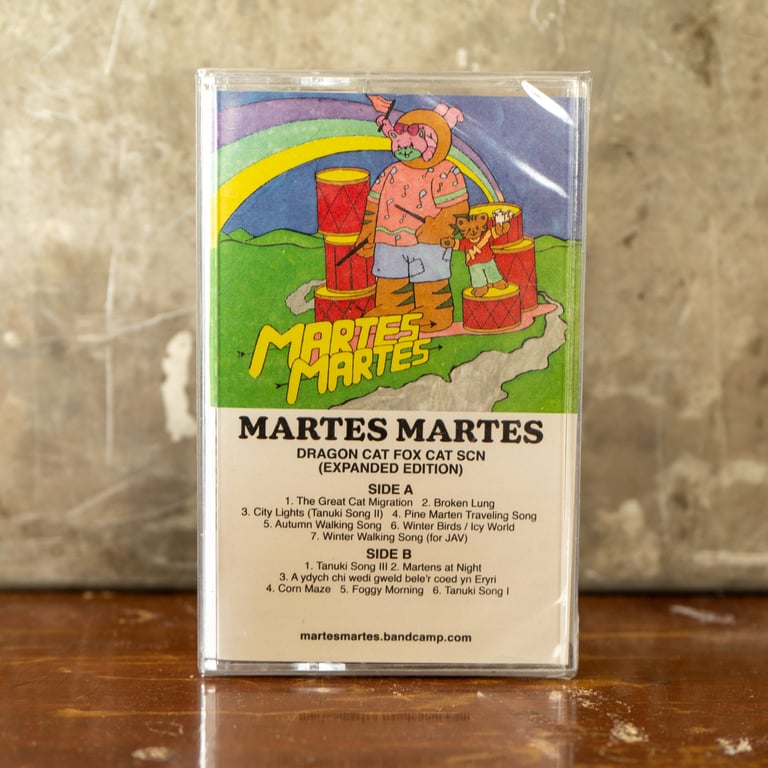 MARTES
MARTES
MARTES MARTES
DRAGON CAT FOX CAT SCN
(EXPANDED EDITION)
SIDE A
1. The Great Cat Migration 2. Broken Lung
3. City Lights (Tanuki Song II) 4. Pine Marten Traveling Song
5. Autumn Walking Song 6. Winter Birds / Icy World
7. Winter Walking Song (for JAV)
SIDE B
1. Tanuki Song III 2. Martens at Night
3. A ydych chi wedi gweld bele'r coed yn Eryri
4. Corn Maze 5. Foggy Morning 6. Tanuki Song I
martesmartes.bandcamp.com